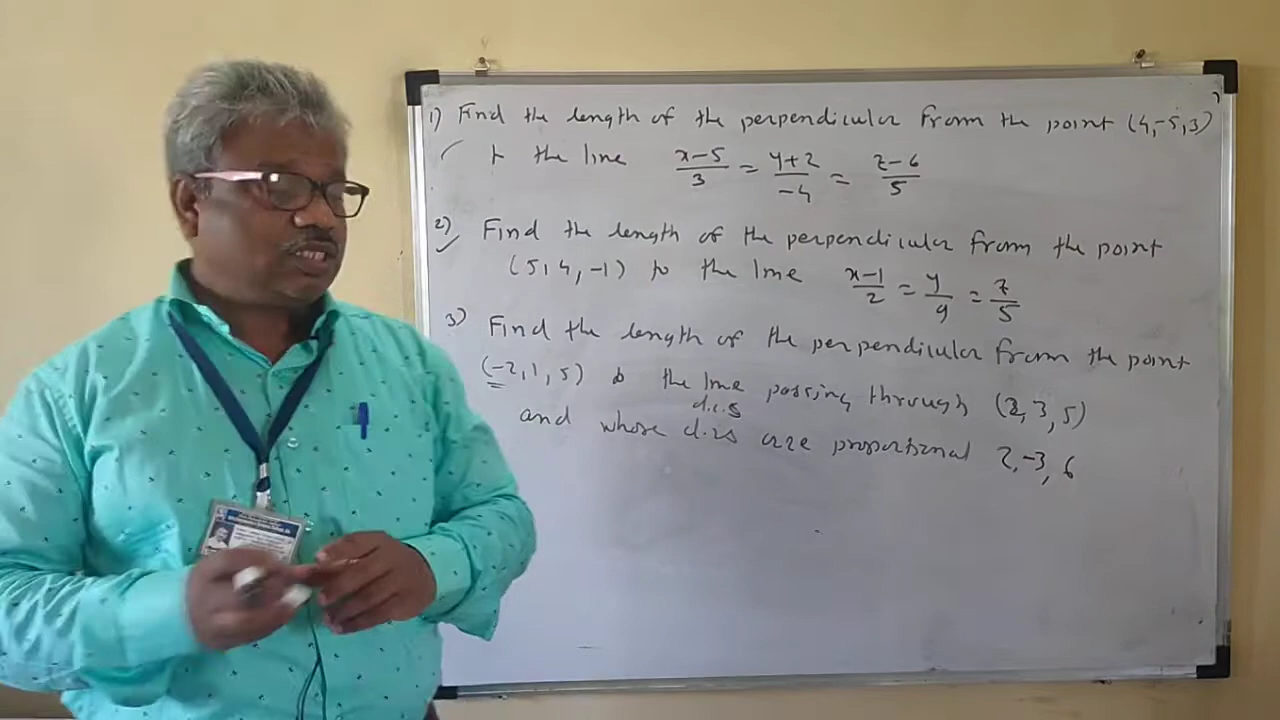 1) Find the length of the perpendicular from the point (4,-5,3)
to the line x-5/3 = y+2/-4 = z-6/5
2) Find the length of the perpendicular from the point
(5,4,-1) to the line x-1/2 = y/9 = z/5
3) Find the length of the perpendicular from the point
(-2,1,5) to the line passing through (2,3,5)
d.c.s
and whose d.rs are proportional 2,-3,6